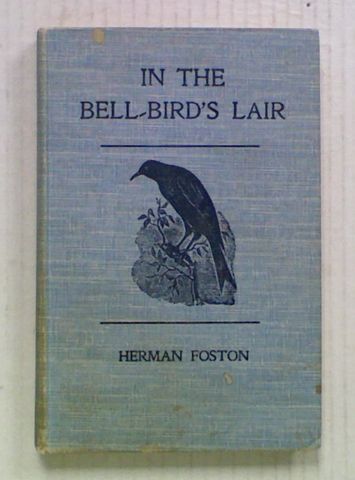 IN THE
BELL-BIRD'S LAIR
HERMAN FOSTON